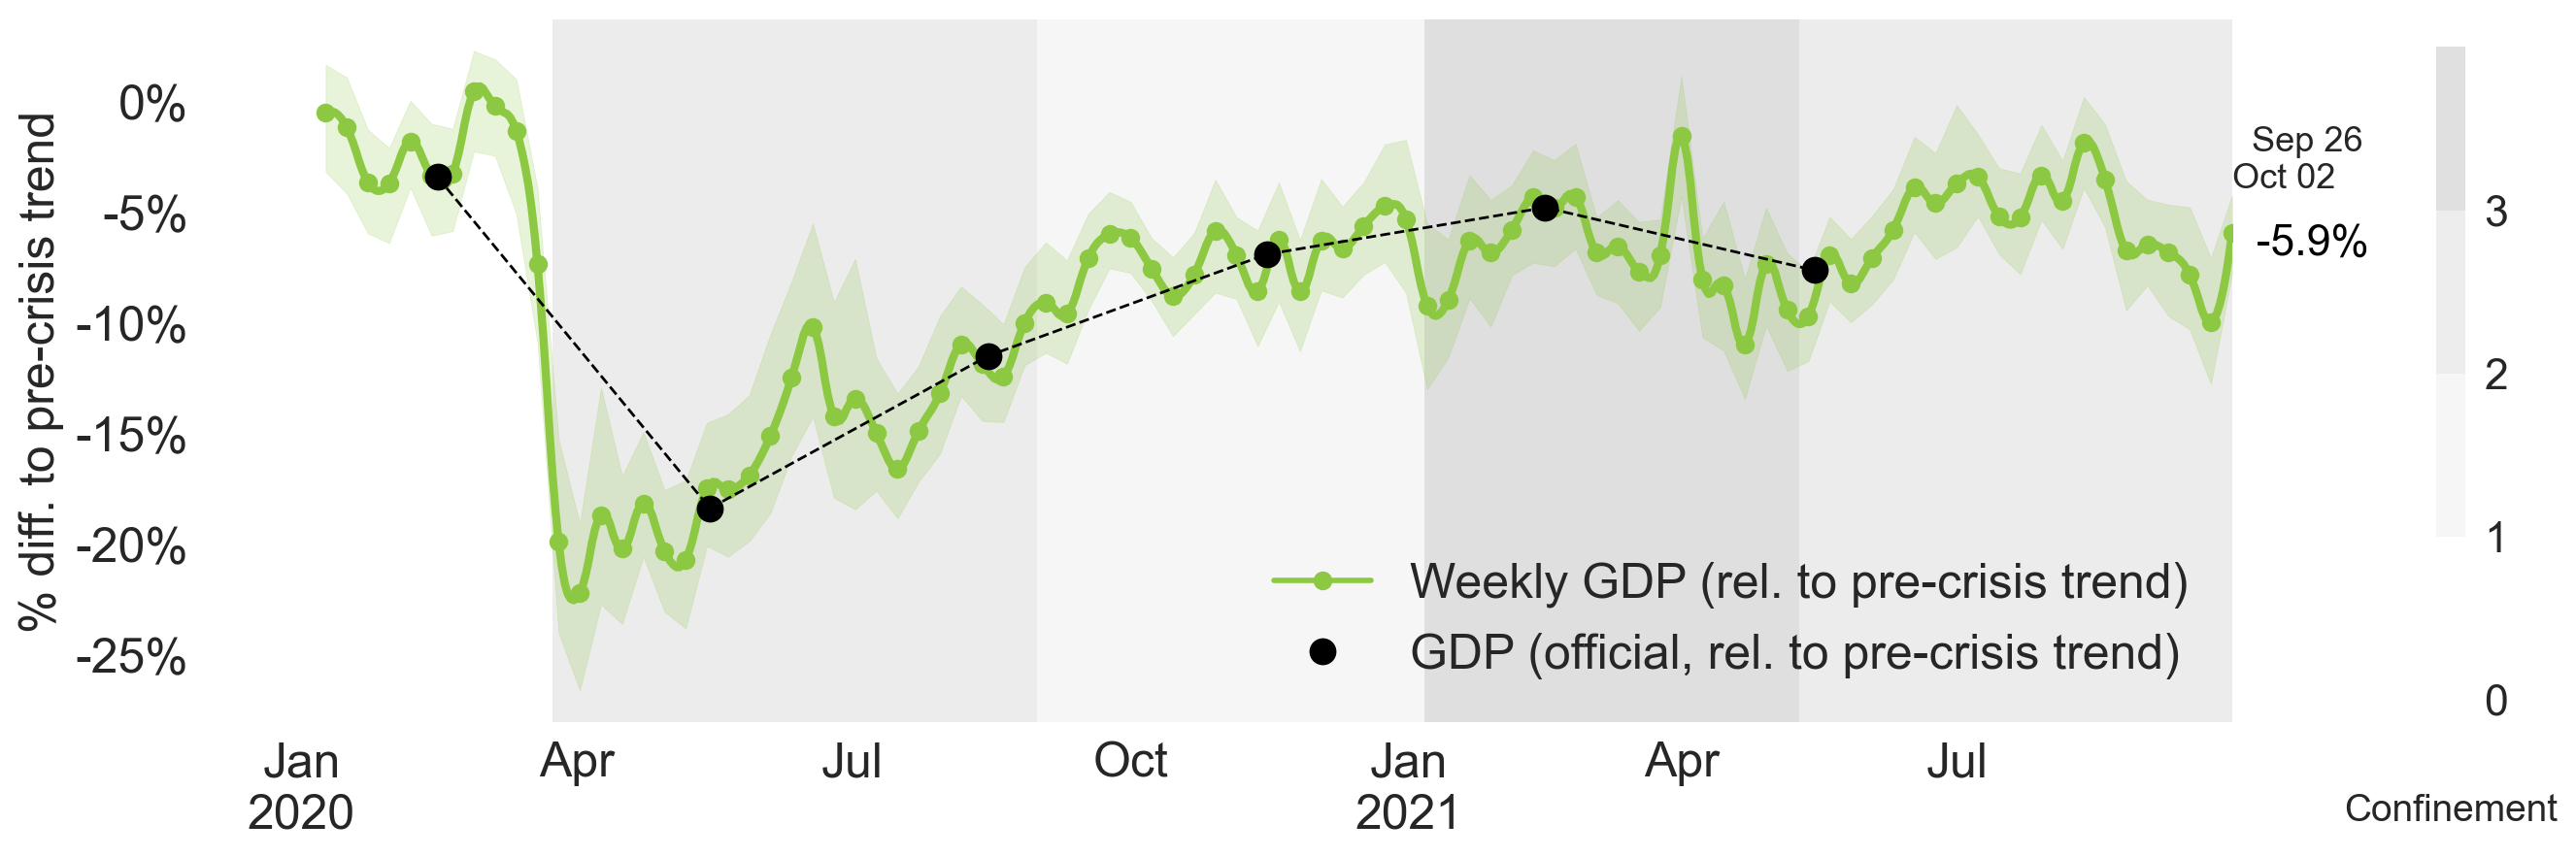 % diff. to pre-crisis trend
0%
-5%
-10%
-15%
-20%
-25%
Sep 26
Oct 02
-5.9%
3
2
1
0
Weekly GDP (rel. to pre-crisis trend)
GDP (official, rel. to pre-crisis trend)
Jan
2020
Apr
Jul
Oct
Jan
2021
Apr
Jul
Confinement